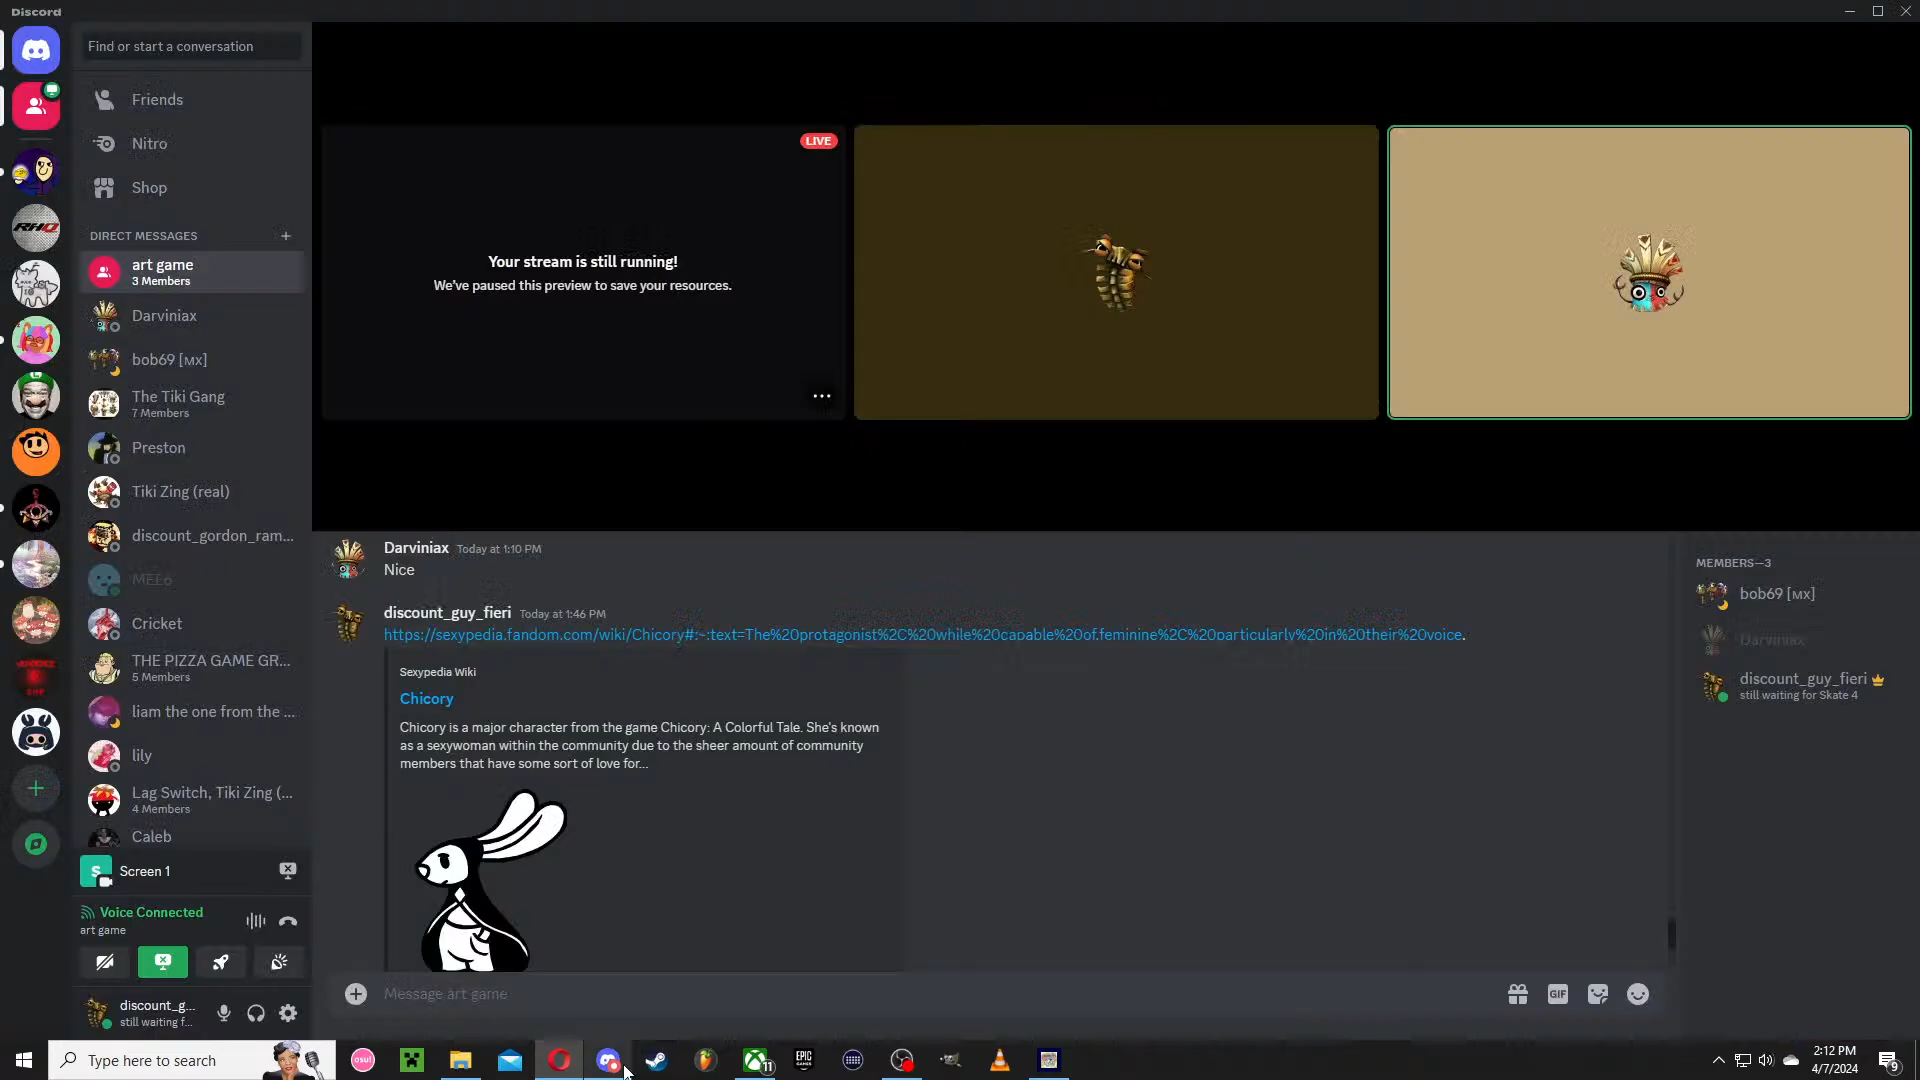 Discord
Find or start a conversation
Friends
Nitro
Shop
DIRECT MESSAGES
art game
3 Members
Darviniax
bob69 [MX]
The Tiki Gang
7 Members
Preston
Tiki Zing (real)
discount_gordon_ram...
MELo
Cricket
THE PIZZA GAME GR...
5 Members
liam the one from the ...
lily
Lag Switch, Tiki Zing (...
4 Members
Caleb
S
Screen 1
Voice Connected
art game
discount_g...
still waiting f...
LIVE
Your stream is still running!
We've paused this preview to save your resources.
Darviniax Today at 1:10 PM
Nice
discount_guy_fieri Today at 1:46 PM
https://sexypedia.fandom.com/wiki/Chicory#:~:text=The%20protagonist%2C%20while%20capable%20of,feminine%2C%20particularly%20in%20their%20voice.
Sexypedia Wiki
Chicory
Chicory is a major character from the game Chicory: A Colorful Tale. She's known
as a sexywoman within the community due to the sheer amount of community
members that have some sort of love for...
Message art game
GIF
MEMBERS—3
bob69 [MX]
Darviniax
discount_guy_fieri
still waiting for Skate 4
RHQ
Type here to search
osu!
11
EPIC
GAMES
2:12 PM
4/7/2024
9